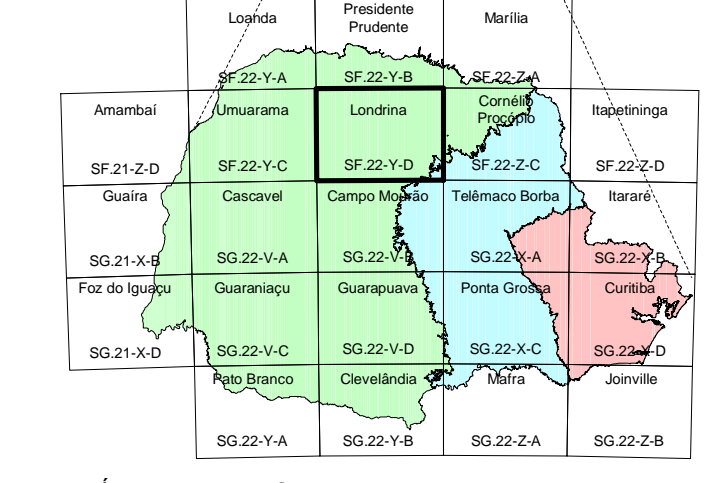 Loanda
Presidente
Prudente
Marília
SF.22-Y-A
SF.22-Y-B
SF.22-Z-A
Amambaí
Umuarama
Londrina
Cornélio
Procópio
Itapetininga
SF.21-Z-D
SF.22-Y-C
SF.22-Y-D
SF.22-Z-C
SF.22-Z-D
Guaíra
Cascavel
Campo Mourão
Telêmaco Borba
Itararé
SG.21-X-B
SG.22-V-A
SG.22-V-B
SG.22-X-A
SG.22-X-B
Foz do Iguaçu
Guaraniaçu
Guarapuava
Ponta Grossa
Curitiba
SG.21-X-D
SG.22-V-C
SG.22-V-D
SG.22-X-C
SG.22-X-D
Pato Branco
Clevelândia
Mafra
Joinville
SG.22-Y-A
SG.22-Y-B
SG.22-Z-A
SG.22-Z-B